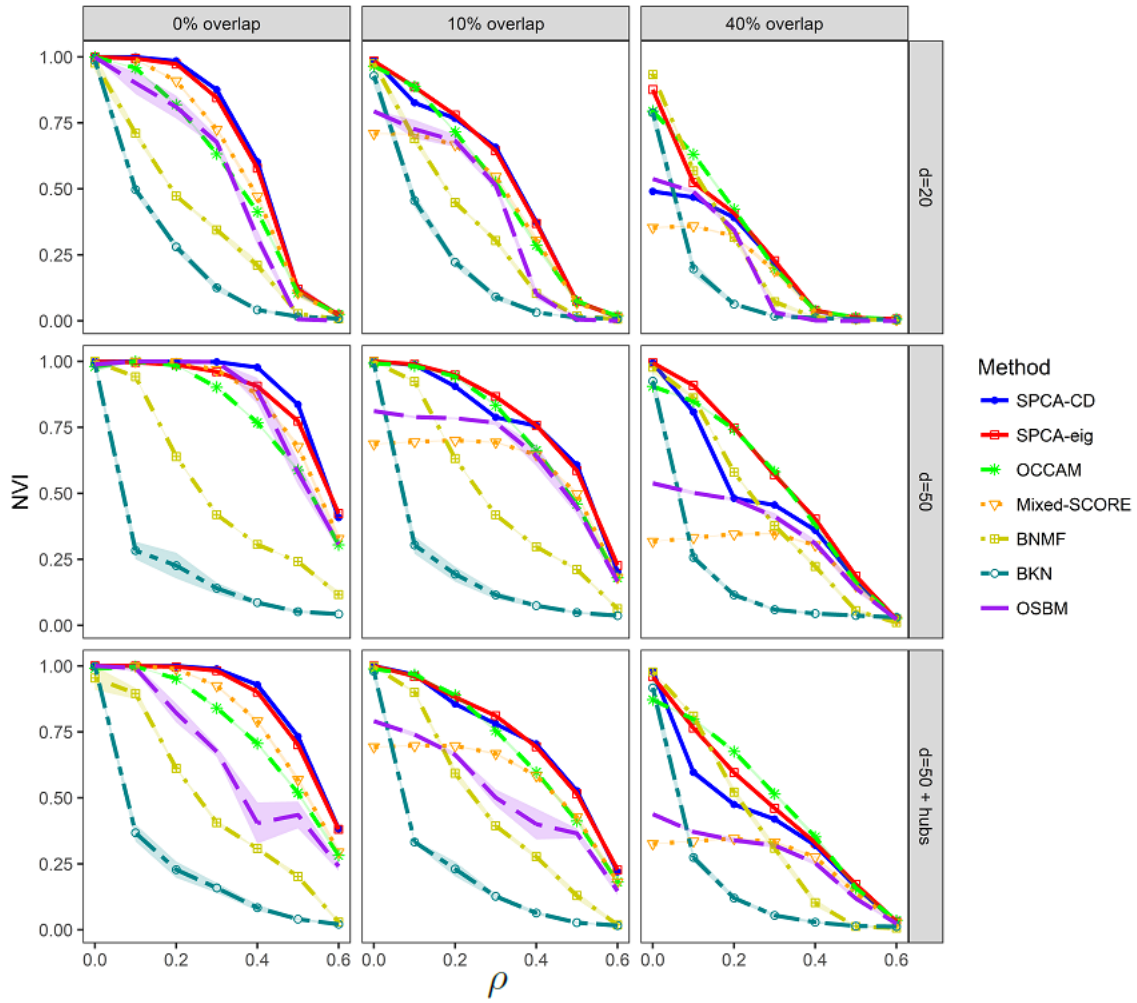 0% overlap
10% overlap
40% overlap
1.00
0.75
0.50
0.25
0.00
d=20
NVI
1.00
0.75
0.50
0.25
0.00
d=50
1.00
0.75
0.50
0.25
0.00
d=50 + hubs
0.0 0.2 0.4 0.6
0.0 0.2 0.4 0.6
0.0 0.2 0.4 0.6
ρ
Method
SPCA-CD
SPCA-eig
OCCAM
Mixed-SCORE
BNMF
BKN
OSBM